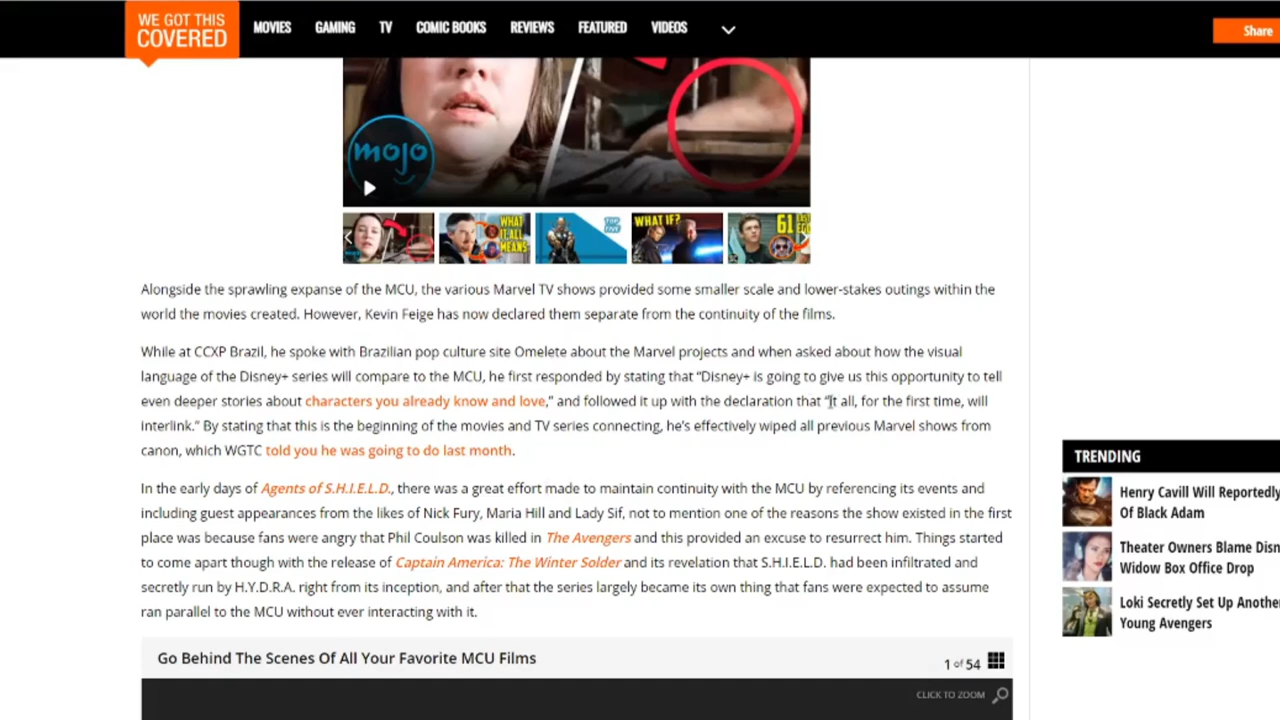 WE GOT THIS
COVERED
MOVIES GAMING TV COMIC BOOKS REVIEWS FEATURED VIDEOS
Share
mojo
WHAT
IT ALL
MEANS
TOP
FIVE
WHAT IF?
61
Alongside the sprawling expanse of the MCU, the various Marvel TV shows provided some smaller scale and lower-stakes outings within the
world the movies created. However, Kevin Feige has now declared them separate from the continuity of the films.
While at CCXP Brazil, he spoke with Brazilian pop culture site Omelete about the Marvel projects and when asked about how the visual
language of the Disney+ series will compare to the MCU, he first responded by stating that “Disney+ is going to give us this opportunity to tell
even deeper stories about characters you already know and love,” and followed it up with the declaration that “It all, for the first time, will
interlink.” By stating that this is the beginning of the movies and TV series connecting, he’s effectively wiped all previous Marvel shows from
canon, which WGTC told you he was going to do last month.
In the early days of Agents of S.H.I.E.L.D., there was a great effort made to maintain continuity with the MCU by referencing its events and
including guest appearances from the likes of Nick Fury, Maria Hill and Lady Sif, not to mention one of the reasons the show existed in the first
place was because fans were angry that Phil Coulson was killed in The Avengers and this provided an excuse to resurrect him. Things started
to come apart though with the release of Captain America: The Winter Solder and its revelation that S.H.I.E.L.D. had been infiltrated and
secretly run by H.Y.D.R.A. right from its inception, and after that the series largely became its own thing that fans were expected to assume
ran parallel to the MCU without ever interacting with it.
Go Behind The Scenes Of All Your Favorite MCU Films
1 of 54
CLICK TO ZOOM
TRENDING
Henry Cavill Will Reportedly
Of Black Adam
Theater Owners Blame Disn
Widow Box Office Drop
Loki Secretly Set Up Anothe
Young Avengers